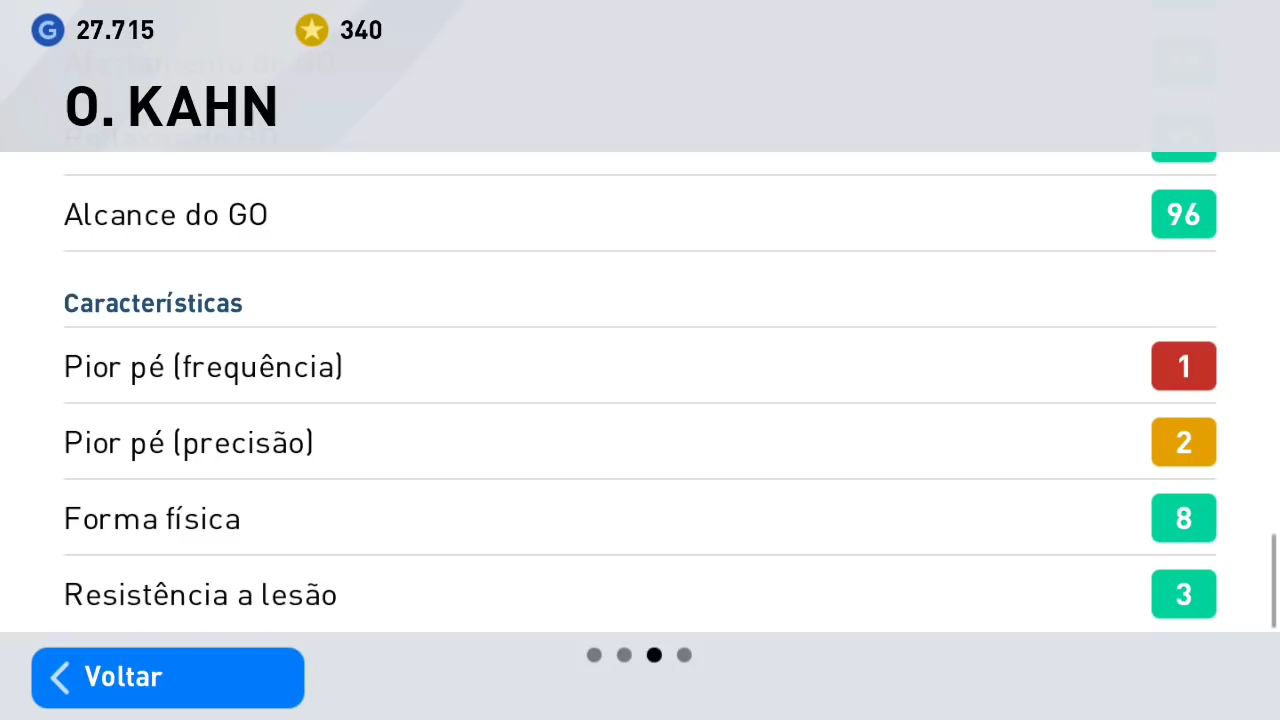 G 27.715 340
O. KAHN
Alcance do GO 96
Características
Pior pé (frequência) 1
Pior pé (precisão) 2
Forma física 8
Resistência a lesão 3
Voltar